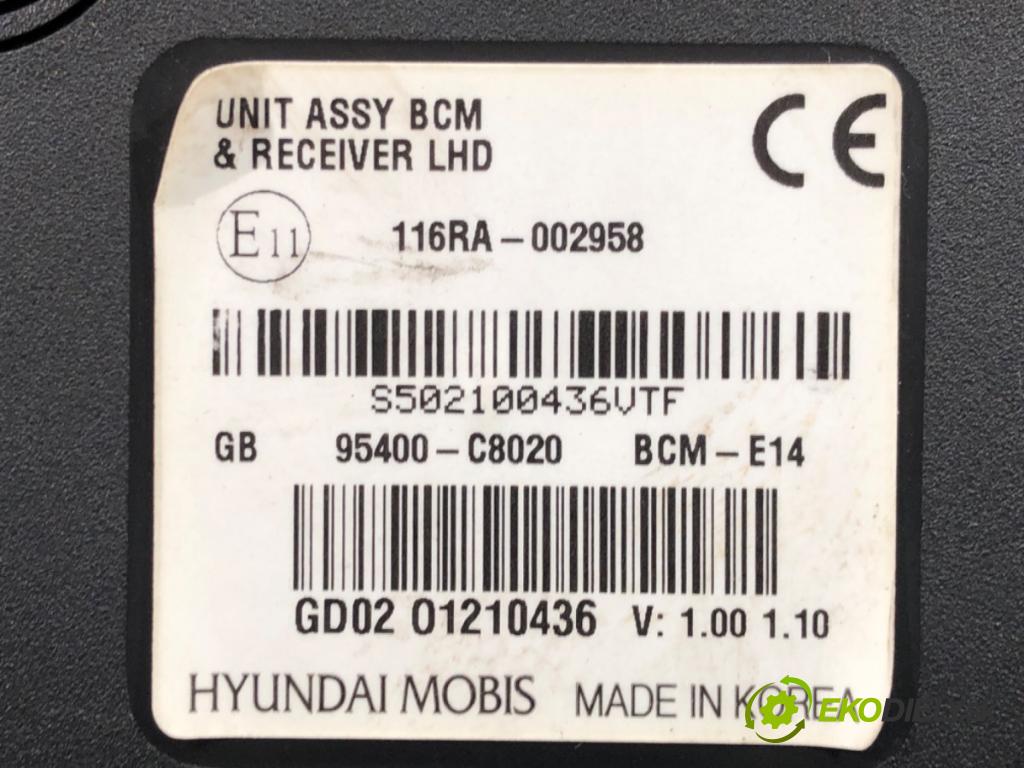 UNIT ASSY BCM
& RECEIVER LHD
CE
E11 116RA-002958
S502100436VTF
GB 95400-C8020 BCM-E14
GD02 01210436 V: 1.00 1.10
HYUNDAI MOBIS MADE IN KOREA